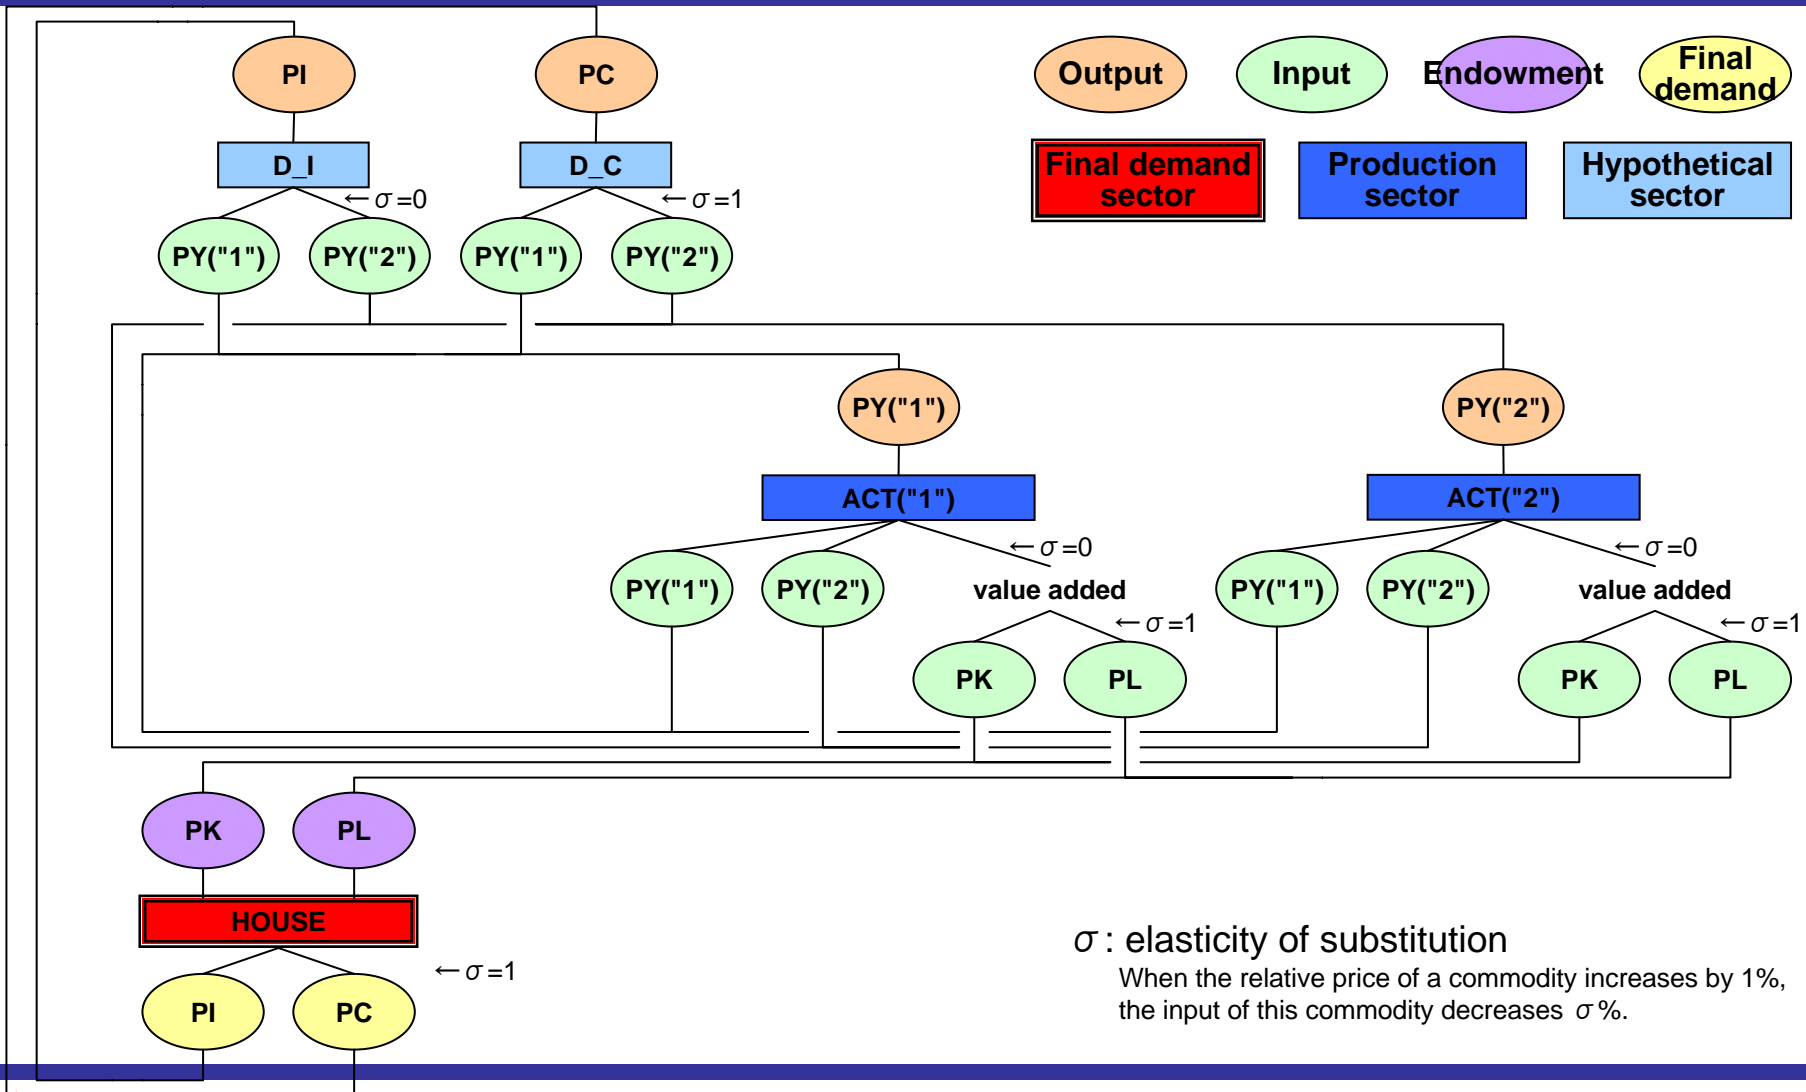 PI
PC
Output
Input
Endowment
Final
demand
D_I
D_C
Final demand
sector
Production
sector
Hypothetical
sector
←σ=0
←σ=1
PY("1")
PY("2")
PY("1")
PY("2")
PY("1")
PY("2")
ACT("1")
ACT("2")
←σ=0
←σ=0
PY("1")
PY("2")
value added
PY("1")
PY("2")
value added
←σ=1
←σ=1
PK
PL
PK
PL
PK
PL
HOUSE
←σ=1
PI
PC
σ: elasticity of substitution
When the relative price of a commodity increases by 1%,
the input of this commodity decreases σ%.